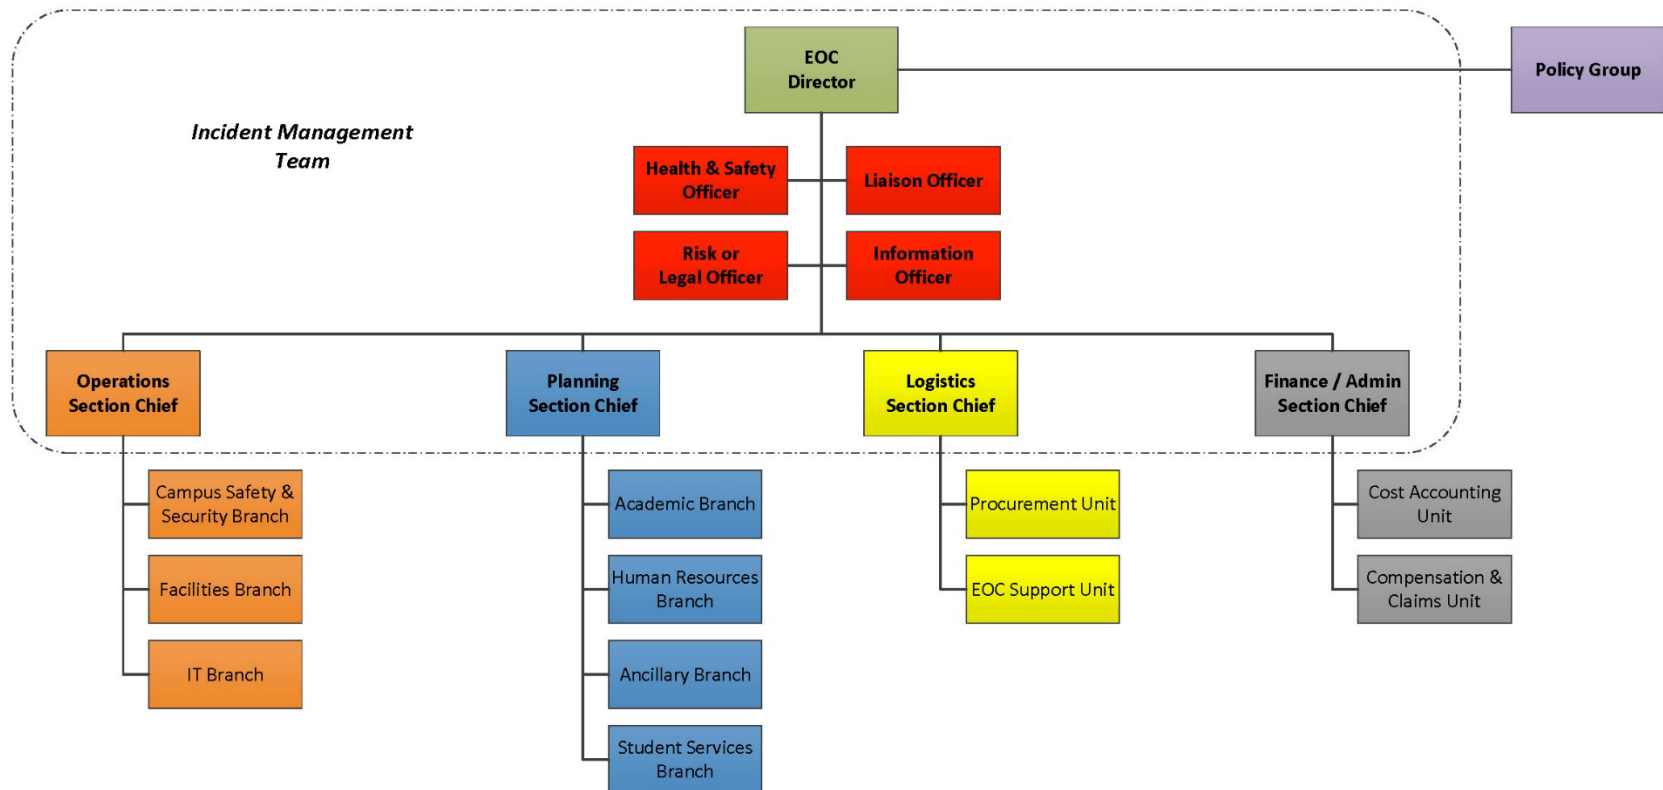 EOC
Director
Policy Group
Incident Management
Team
Health & Safety
Officer
Liaison Officer
Risk or
Legal Officer
Information
Officer
Operations
Section Chief
Planning
Section Chief
Logistics
Section Chief
Finance / Admin
Section Chief
Campus Safety &
Security Branch
Facilities Branch
IT Branch
Academic Branch
Human Resources
Branch
Ancillary Branch
Student Services
Branch
Procurement Unit
EOC Support Unit
Cost Accounting
Unit
Compensation &
Claims Unit